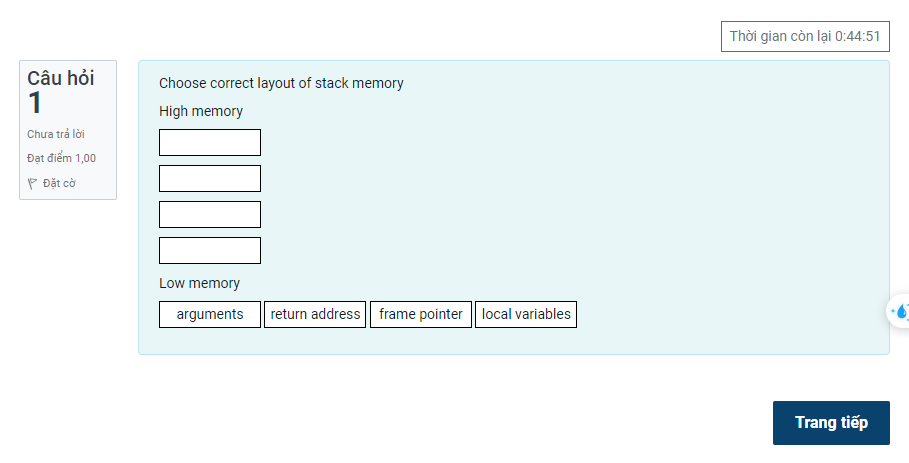 Thời gian còn lại 0:44:51
Câu hỏi
1
Chưa trả lời
Đạt điểm 1,00
Đặt cờ
Choose correct layout of stack memory
High memory
Low memory
arguments return address frame pointer local variables
Trang tiếp